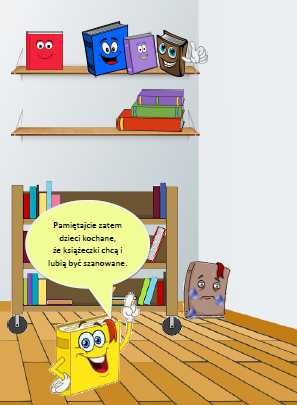 Pamiętajcie zatem
dzieci kochane,
że książeczki chcą i
lubią być szanowane.